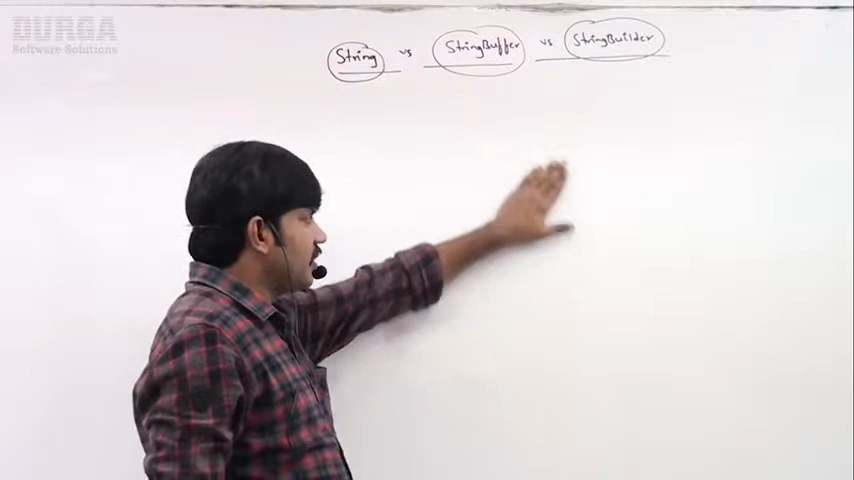 DURGA
Software Solutions
String vs StringBuffer vs StringBuilder